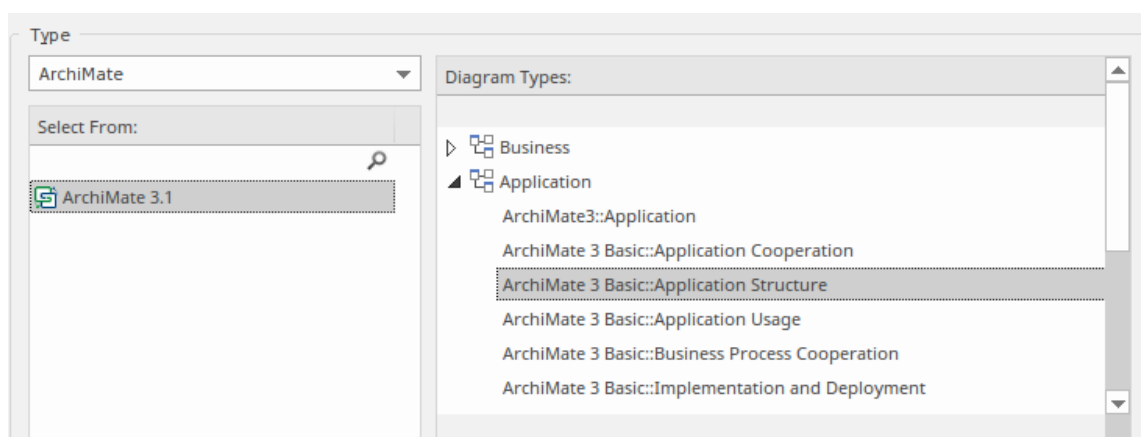 Type
ArchiMate
Select From:
ArchiMate 3.1
Diagram Types:
Business
Application
ArchiMate3::Application
ArchiMate 3 Basic::Application Cooperation
ArchiMate 3 Basic::Application Structure
ArchiMate 3 Basic::Application Usage
ArchiMate 3 Basic::Business Process Cooperation
ArchiMate 3 Basic::Implementation and Deployment